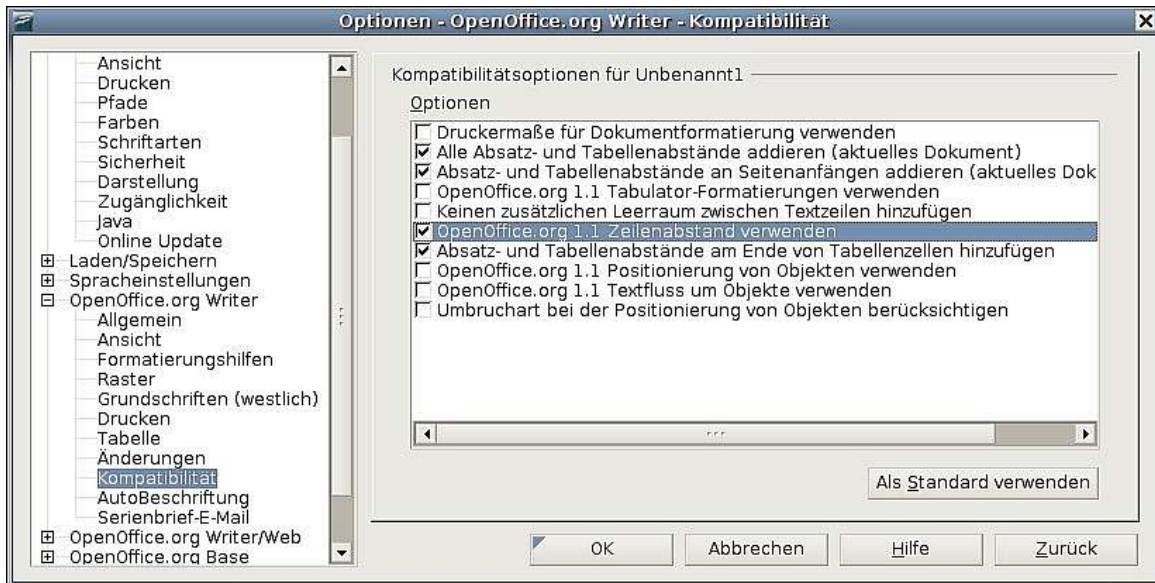 Optionen - OpenOffice.org Writer - Kompatibilität
Ansicht
Drucken
Pfade
Farben
Schriftarten
Sicherheit
Darstellung
Zugänglichkeit
Java
Online Update
Laden/Speichern
Spracheinstellungen
OpenOffice.org Writer
Allgemein
Ansicht
Formatierungshilfen
Raster
Grundschriften (westlich)
Drucken
Tabelle
Änderungen
Kompatibilität
AutoBeschriftung
Serienbrief-E-Mail
OpenOffice.org Writer/Web
OpenOffice.org Base
Kompatibilitätsoptionen für Unbenannt1
Optionen
Druckermaße für Dokumentformatierung verwenden
Alle Absatz- und Tabellenabstände addieren (aktuelles Dokument)
Absatz- und Tabellenabstände an Seitenanfängen addieren (aktuelles Dok
OpenOffice.org 1.1 Tabulator-Formatierungen verwenden
Keinen zusätzlichen Leerraum zwischen Textzeilen hinzufügen
OpenOffice.org 1.1 Zeilenabstand verwenden
Absatz- und Tabellenabstände am Ende von Tabellenzellen hinzufügen
OpenOffice.org 1.1 Positionierung von Objekten verwenden
OpenOffice.org 1.1 Textfluss um Objekte verwenden
Umbruchart bei der Positionierung von Objekten berücksichtigen
Als Standard verwenden
OK
Abbrechen
Hilfe
Zurück